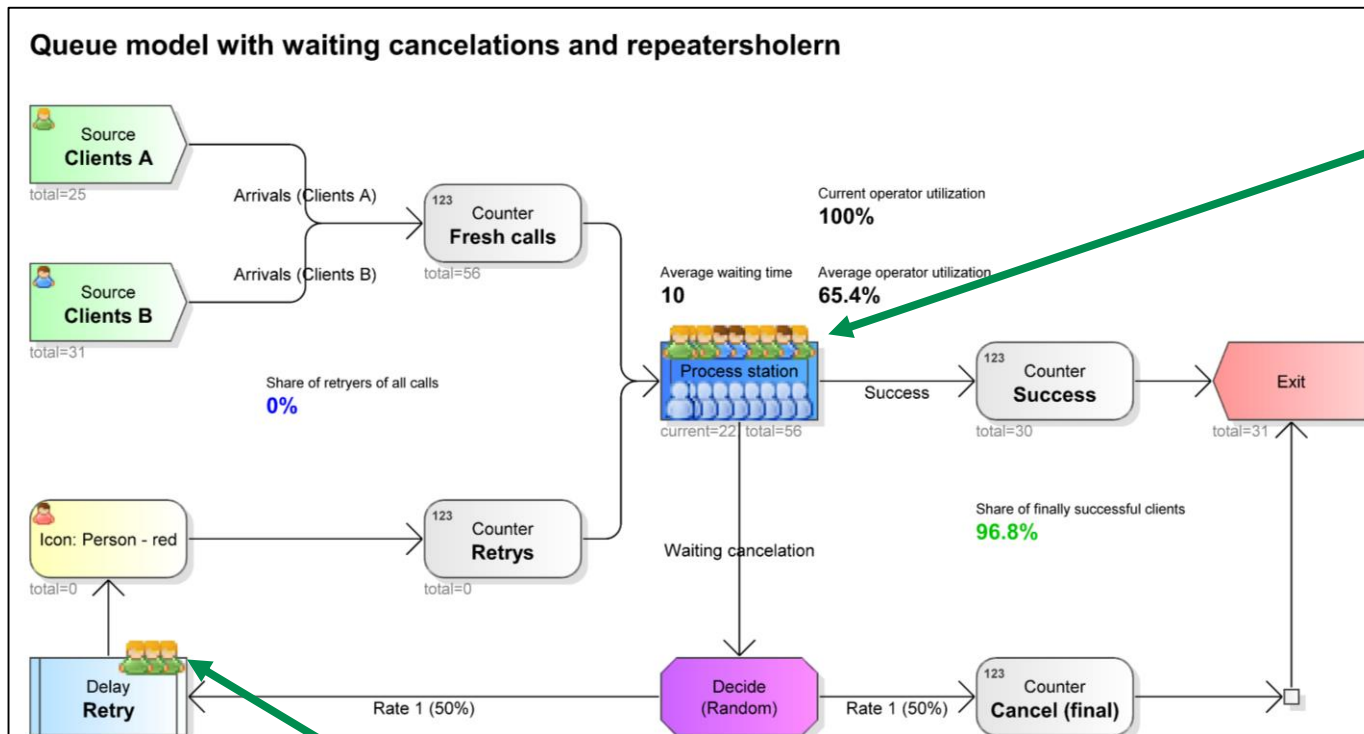 Queue model with waiting cancelations and repeatersholern
Source
Clients A
total=25
Arrivals (Clients A)
123
Counter
Fresh calls
total=56
Arrivals (Clients B)
Source
Clients B
total=31
Current operator utilization
100%
Average waiting time
10
Average operator utilization
65.4%
Share of retryers of all calls
0%
Process station
current=22, total=56
Success
123
Counter
Success
total=30
Exit
total=31
Icon: Person - red
total=0
123
Counter
Retrys
total=0
Waiting cancelation
Share of finally successful clients
96.8%
Delay
Retry
Rate 1 (50%)
Decide
(Random)
Rate 1 (50%)
123
Counter
Cancel (final)